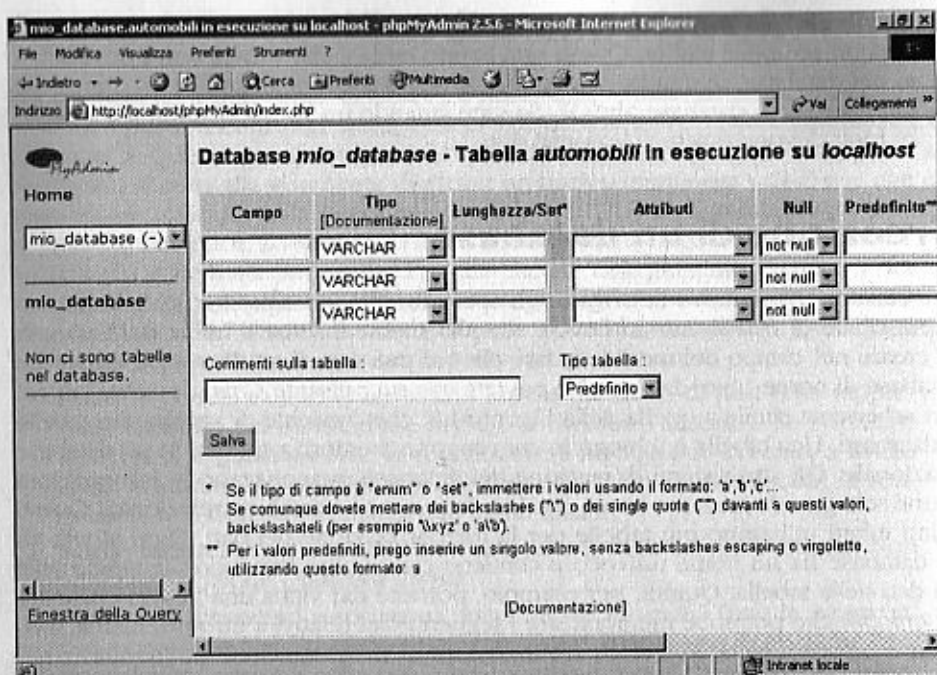 mio_database.automobili in esecuzione su localhost - phpMyAdmin 2.5.6 - Microsoft Internet Explorer
File Modifica Visualizza Preferiti Strumenti ?
Indietro Cerca Preferiti Multimedia
Indirizzo http://localhost/phpMyAdmin/index.php Vai Collegamenti »
MyAdmin
Home
mio_database (-)
mio_database
Non ci sono tabelle
nel database.
Finestra della Query
Database mio_database - Tabella automobili in esecuzione su localhost
Campo Tipo [Documentazione] Lunghezza/Set* Attributi Null Predefinito**
VARCHAR not null
VARCHAR not null
VARCHAR not null
Commenti sulla tabella : Tipo tabella :
Predefinito
Salva
* Se il tipo di campo è "enum" o "set", immettere i valori usando il formato: 'a','b','c'...
Se comunque dovete mettere dei backslashes ("\") o dei single quote ("'") davanti a questi valori,
backslashateli (per esempio '\\xyz' o 'a\'b').
** Per i valori predefiniti, prego inserire un singolo valore, senza backslashes escaping o virgolette,
utilizzando questo formato: a
[Documentazione]
Intranet locale